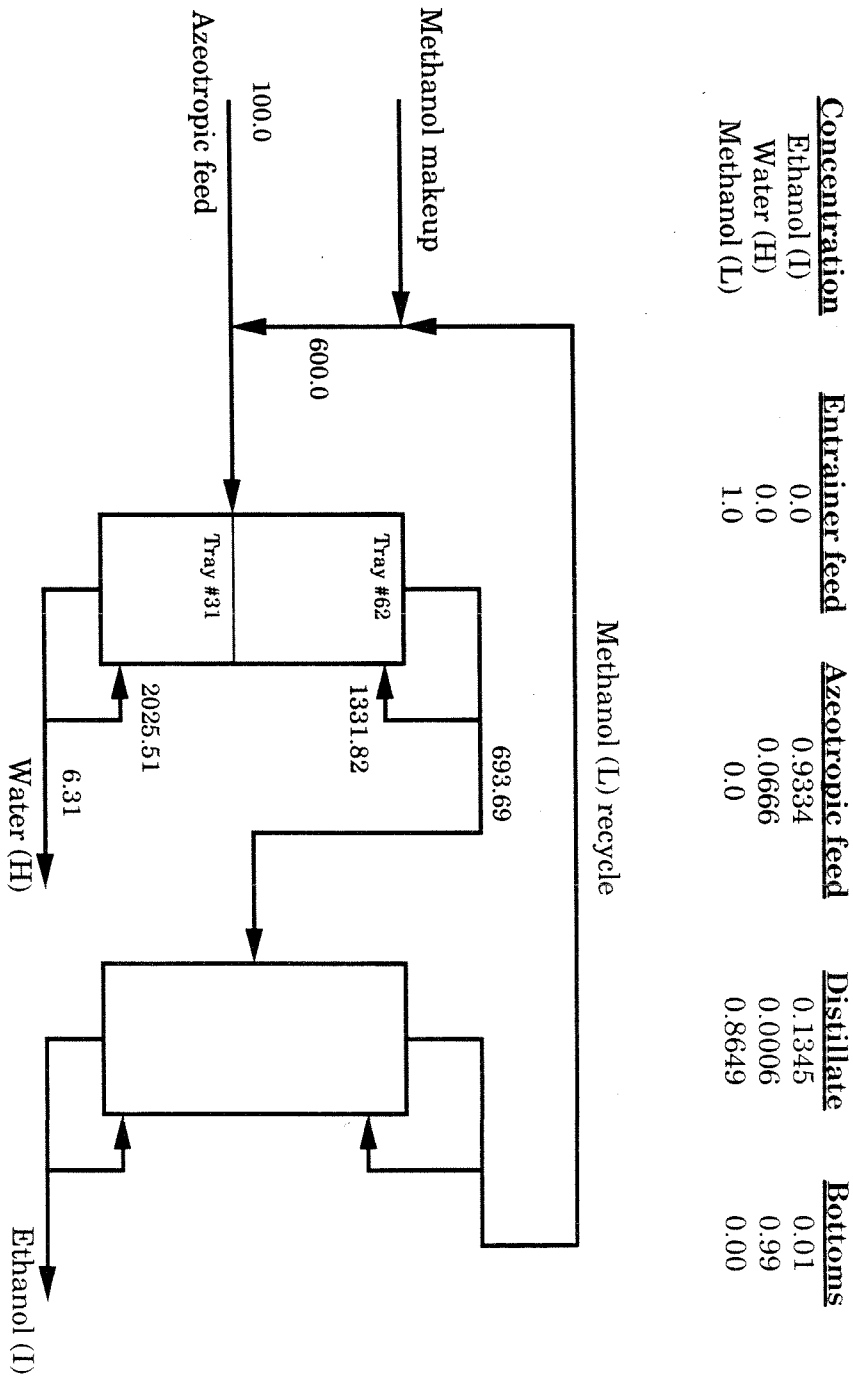 Concentration Entrainer feed Azeotropic feed Distillate Bottoms
Ethanol (I) 0.0 0.9334 0.1345 0.01
Water (H) 0.0 0.0666 0.0006 0.99
Methanol (L) 1.0 0.0 0.8649 0.00
Methanol (L) recycle
693.69
Methanol makeup
Tray #62
1331.82
600.0
100.0
Azeotropic feed
Tray #31
2025.51
6.31
Water (H)
Ethanol (I)